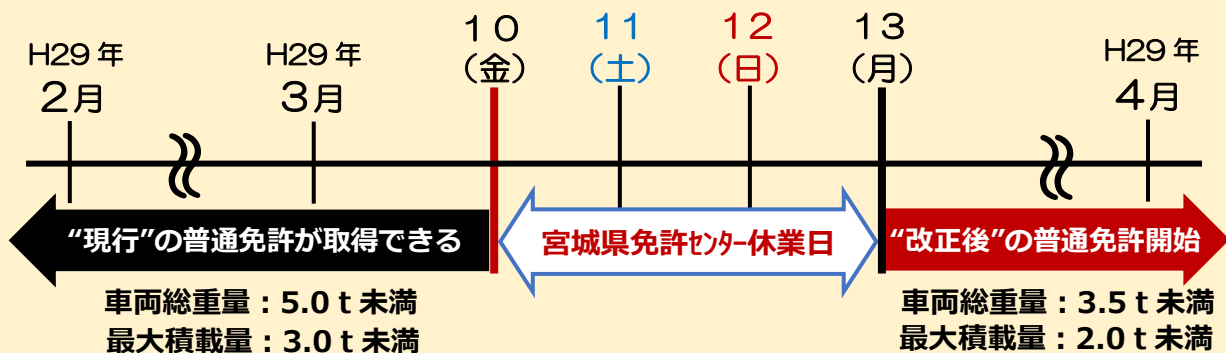 H29年
2月
H29年
3月
10
(金)
11
(土)
12
(日)
13
(月)
H29年
4月
“現行”の普通免許が取得できる
宮城県免許ｾﾝﾀｰ休業日
“改正後”の普通免許開始
車両総重量：5.0ｔ未満
最大積載量：3.0ｔ未満
車両総重量：3.5ｔ未満
最大積載量：2.0ｔ未満